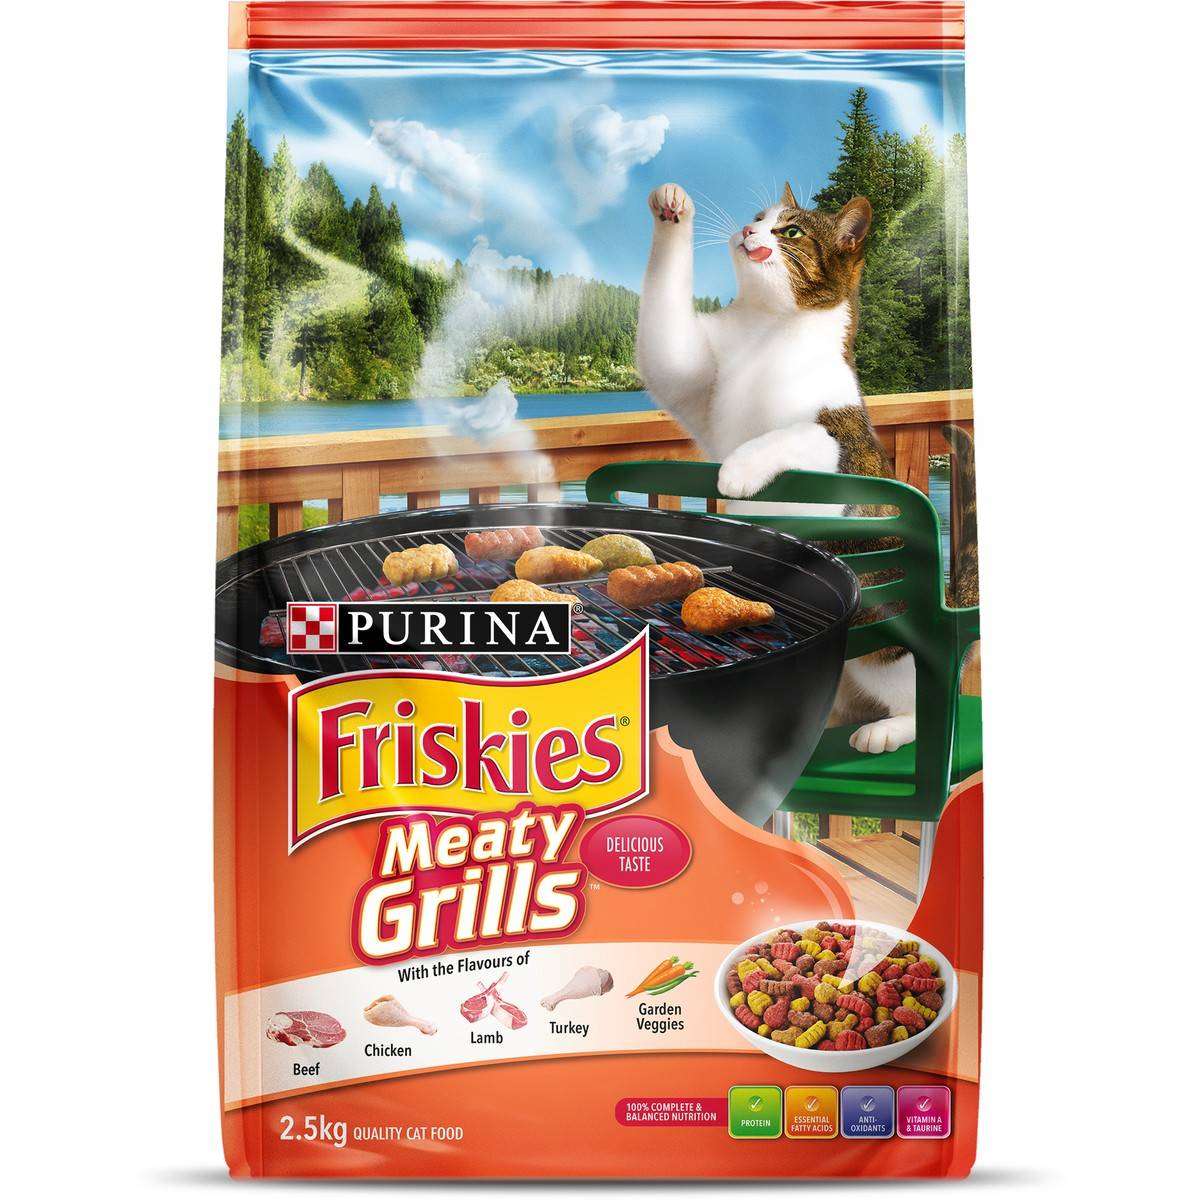 PURINA®
Friskies®
Meaty
Grills™
DELICIOUS
TASTE
With the Flavours of
Beef
Chicken
Lamb
Turkey
Garden
Veggies
2.5kg QUALITY CAT FOOD
100% COMPLETE &
BALANCED NUTRITION
PROTEIN
ESSENTIAL
FATTY ACIDS
ANTI-
OXIDANTS
VITAMIN A
& TAURINE